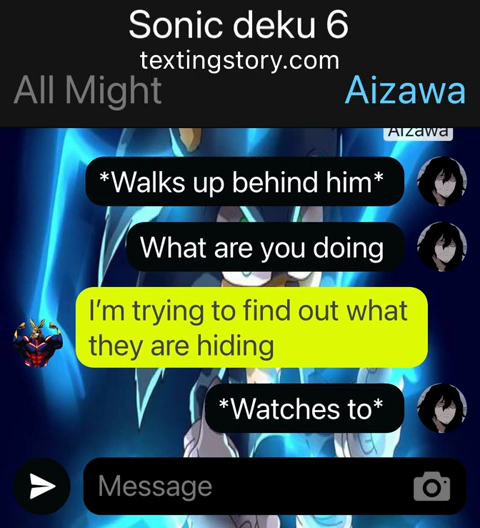 Sonic deku 6
textingstory.com
All Might
Aizawa
Aizawa
*Walks up behind him*
What are you doing
I'm trying to find out what
they are hiding
*Watches to*
Message